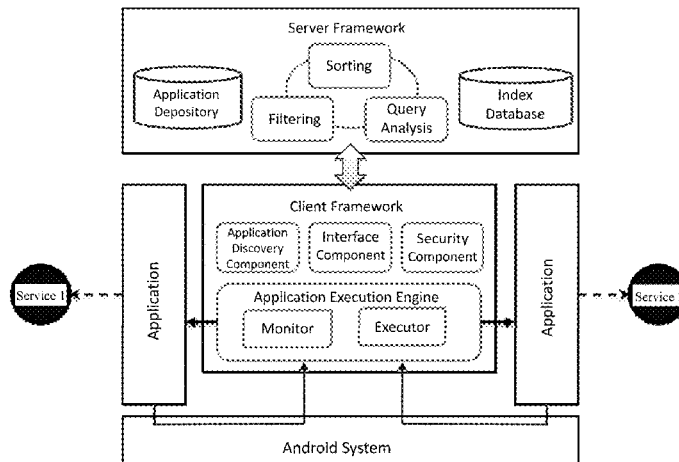 Server Framework
Sorting
Application
Depository
Filtering
Query
Analysis
Index
Database
Client Framework
Application
Discovery
Component
Interface
Component
Security
Component
Service 1
Application
Application Execution Engine
Monitor
Executor
Application
Service
Android System